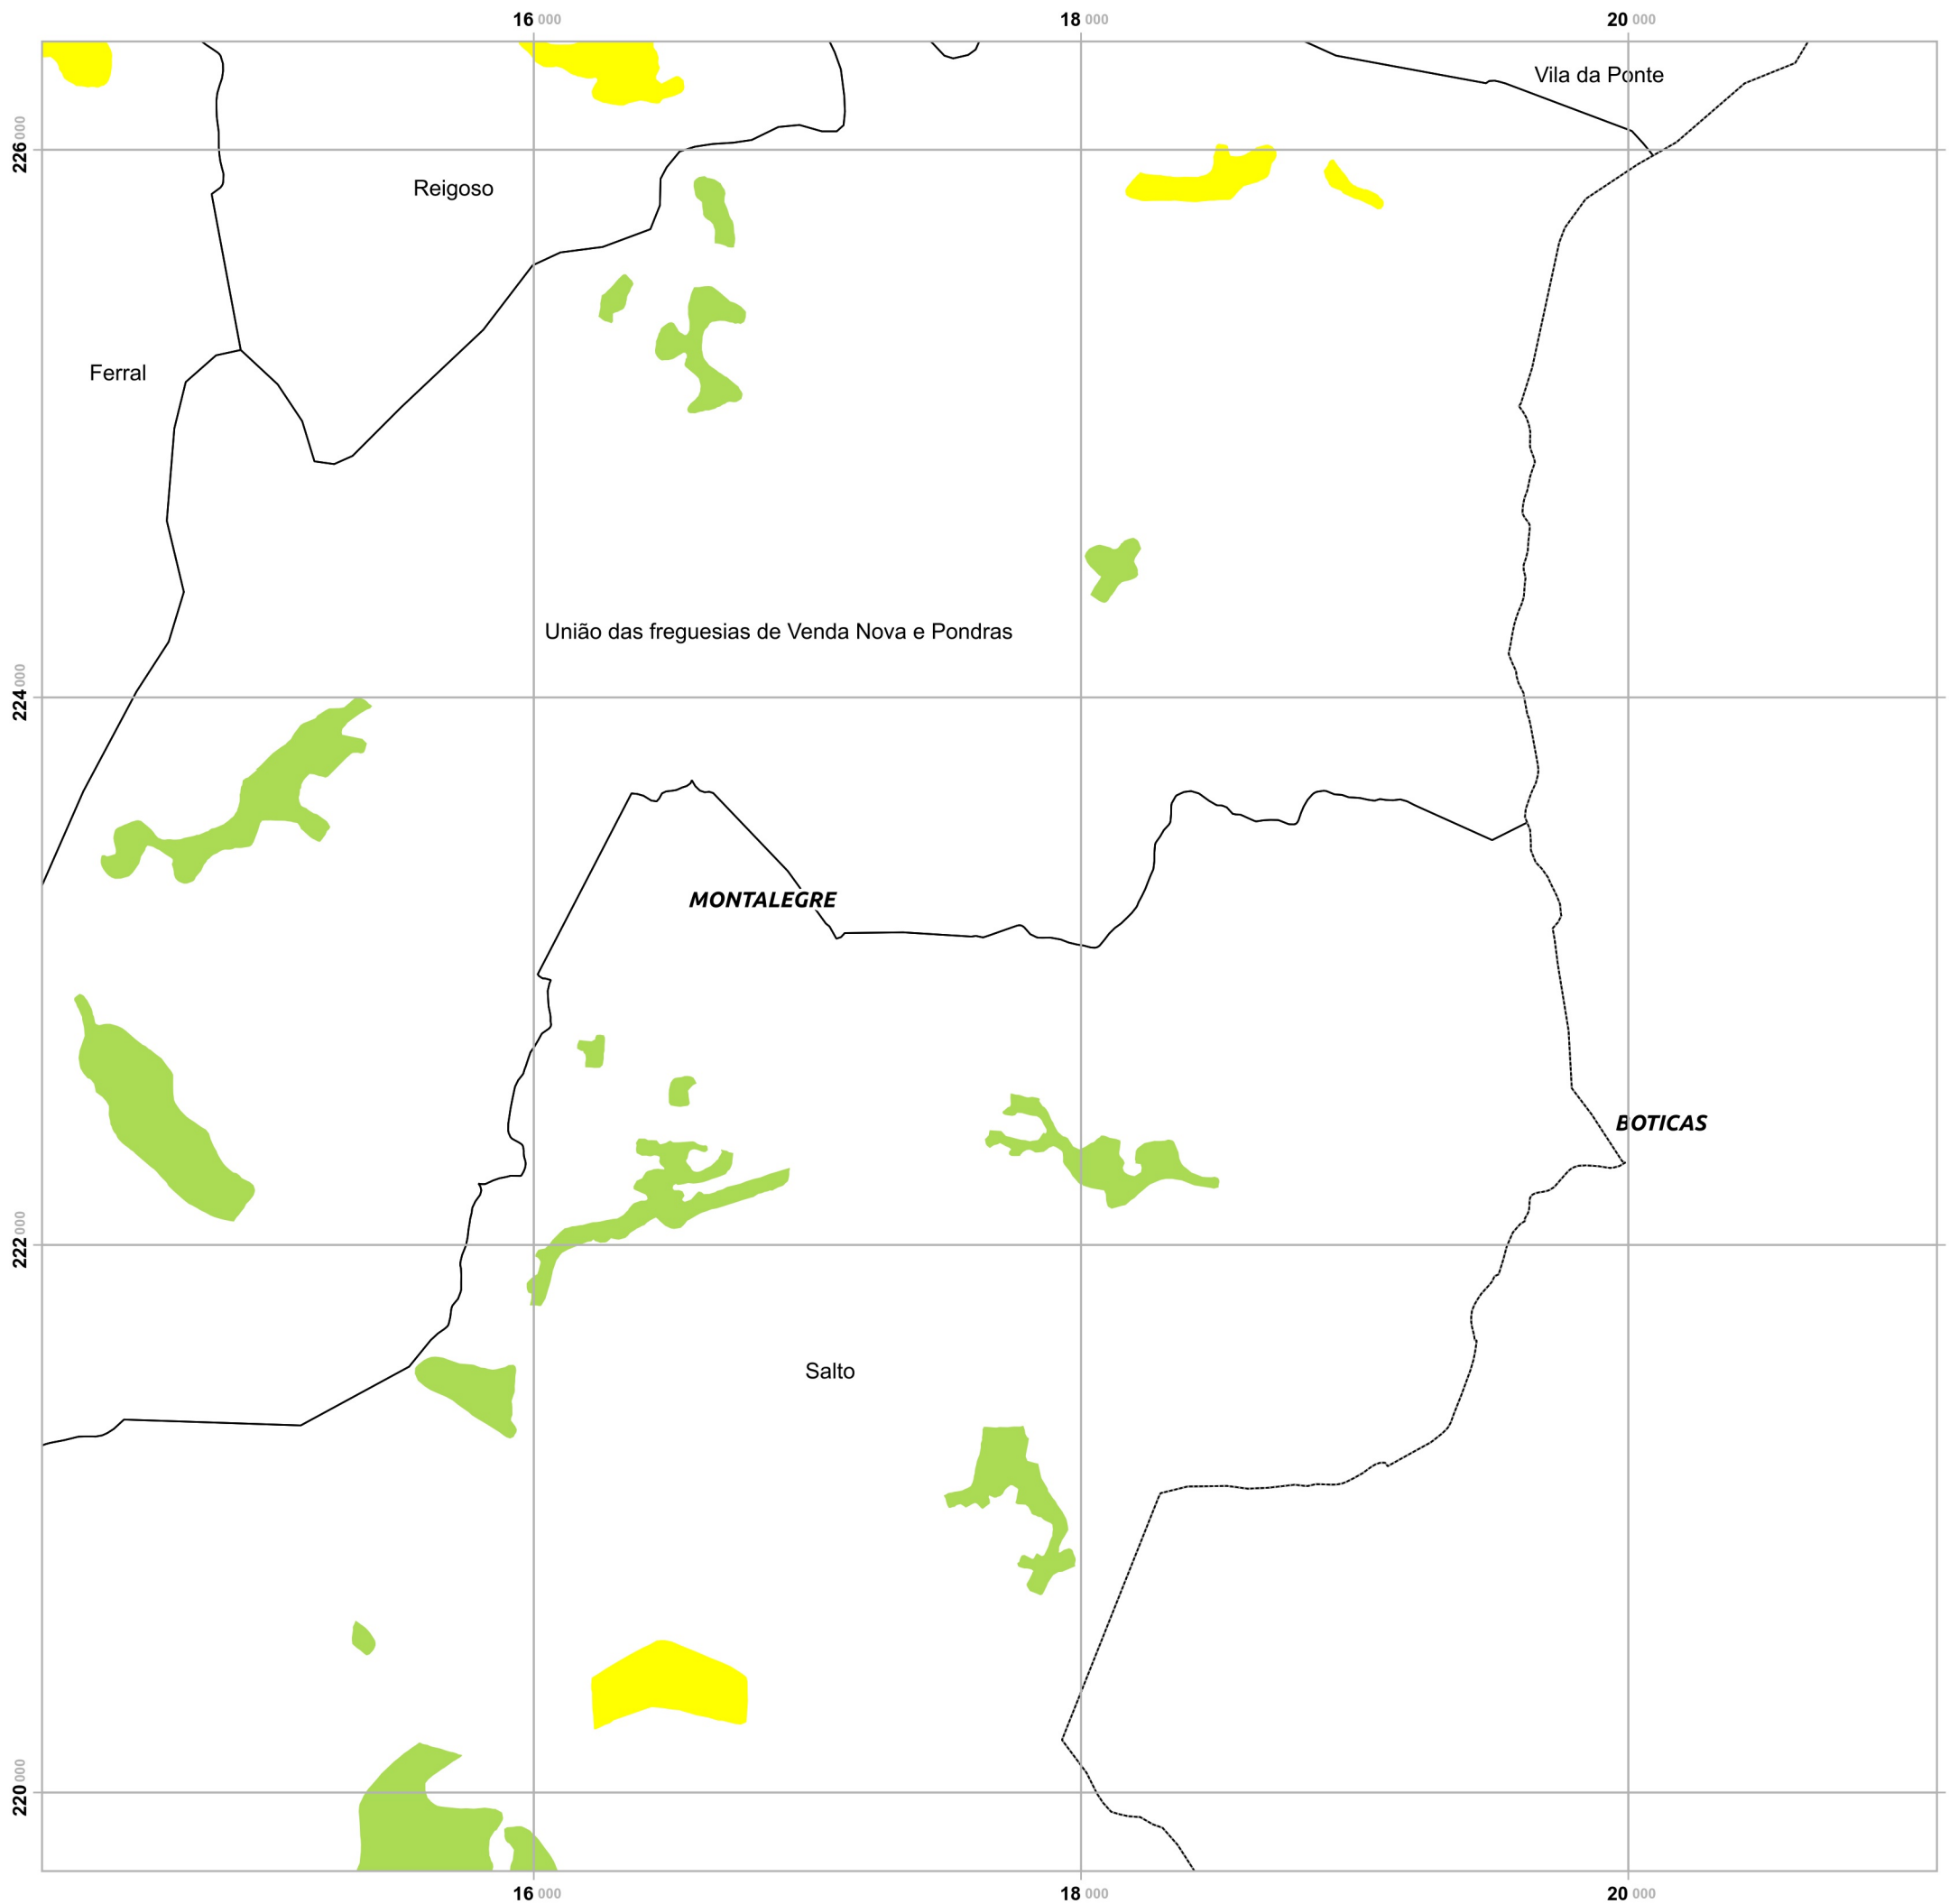 16 000 18 000 20 000
Vila da Ponte
226 000
Reigoso
Ferral
União das freguesias de Venda Nova e Pondras
224 000
MONTALEGRE
BOTICAS
222 000
Salto
220 000
16 000 18 000 20 000